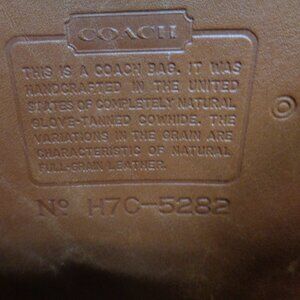 COACH
THIS IS A COACH BAG. IT WAS
HANDCRAFTED IN THE UNITED
STATES OF COMPLETELY NATURAL
GLOVE-TANNED COWHIDE. THE
VARIATIONS IN THE GRAIN ARE
CHARACTERISTIC OF NATURAL
FULL-GRAIN LEATHER.
Nº H7C-5282